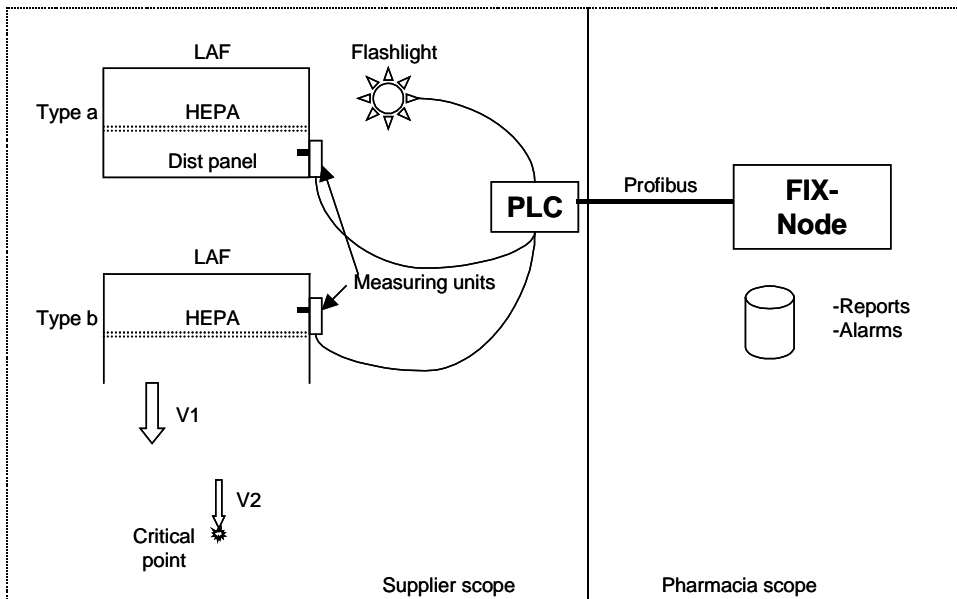 LAF
Flashlight
Type a
HEPA
Dist panel
PLC
Profibus
FIX-
Node
LAF
Measuring units
Type b
HEPA
-Reports
-Alarms
V1
V2
Critical
point
Supplier scope
Pharmacia scope